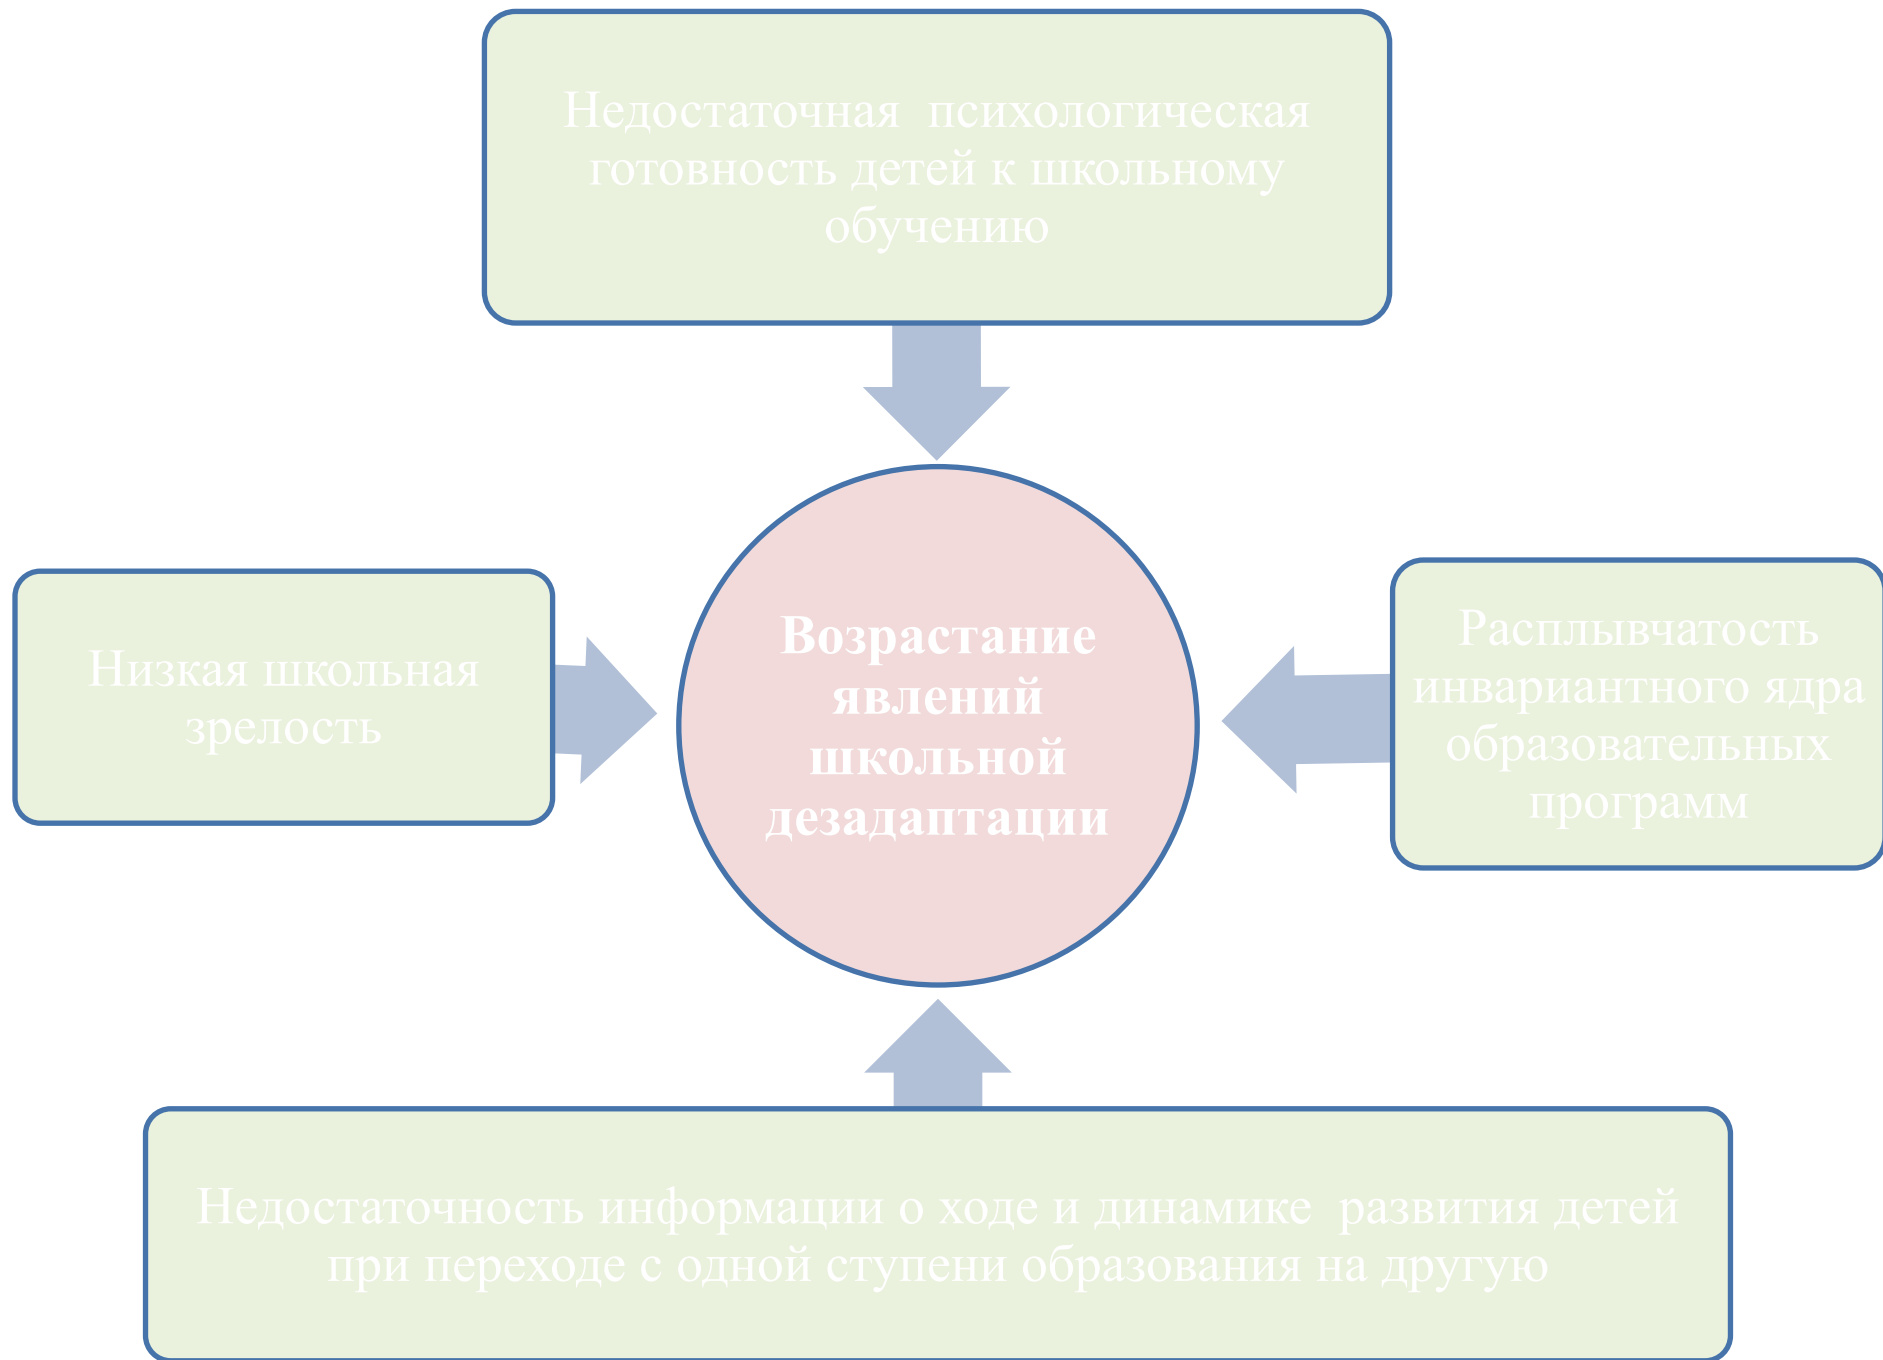 Недостаточная  психологическая
готовность детей к школьному
обучению
Низкая школьная
зрелость
Возрастание
явлений
школьной
дезадаптации
Расплывчатость
инвариантного ядра
образовательных
программ
Недостаточность информации о ходе и динамике  развития детей
при переходе с одной ступени образования на другую